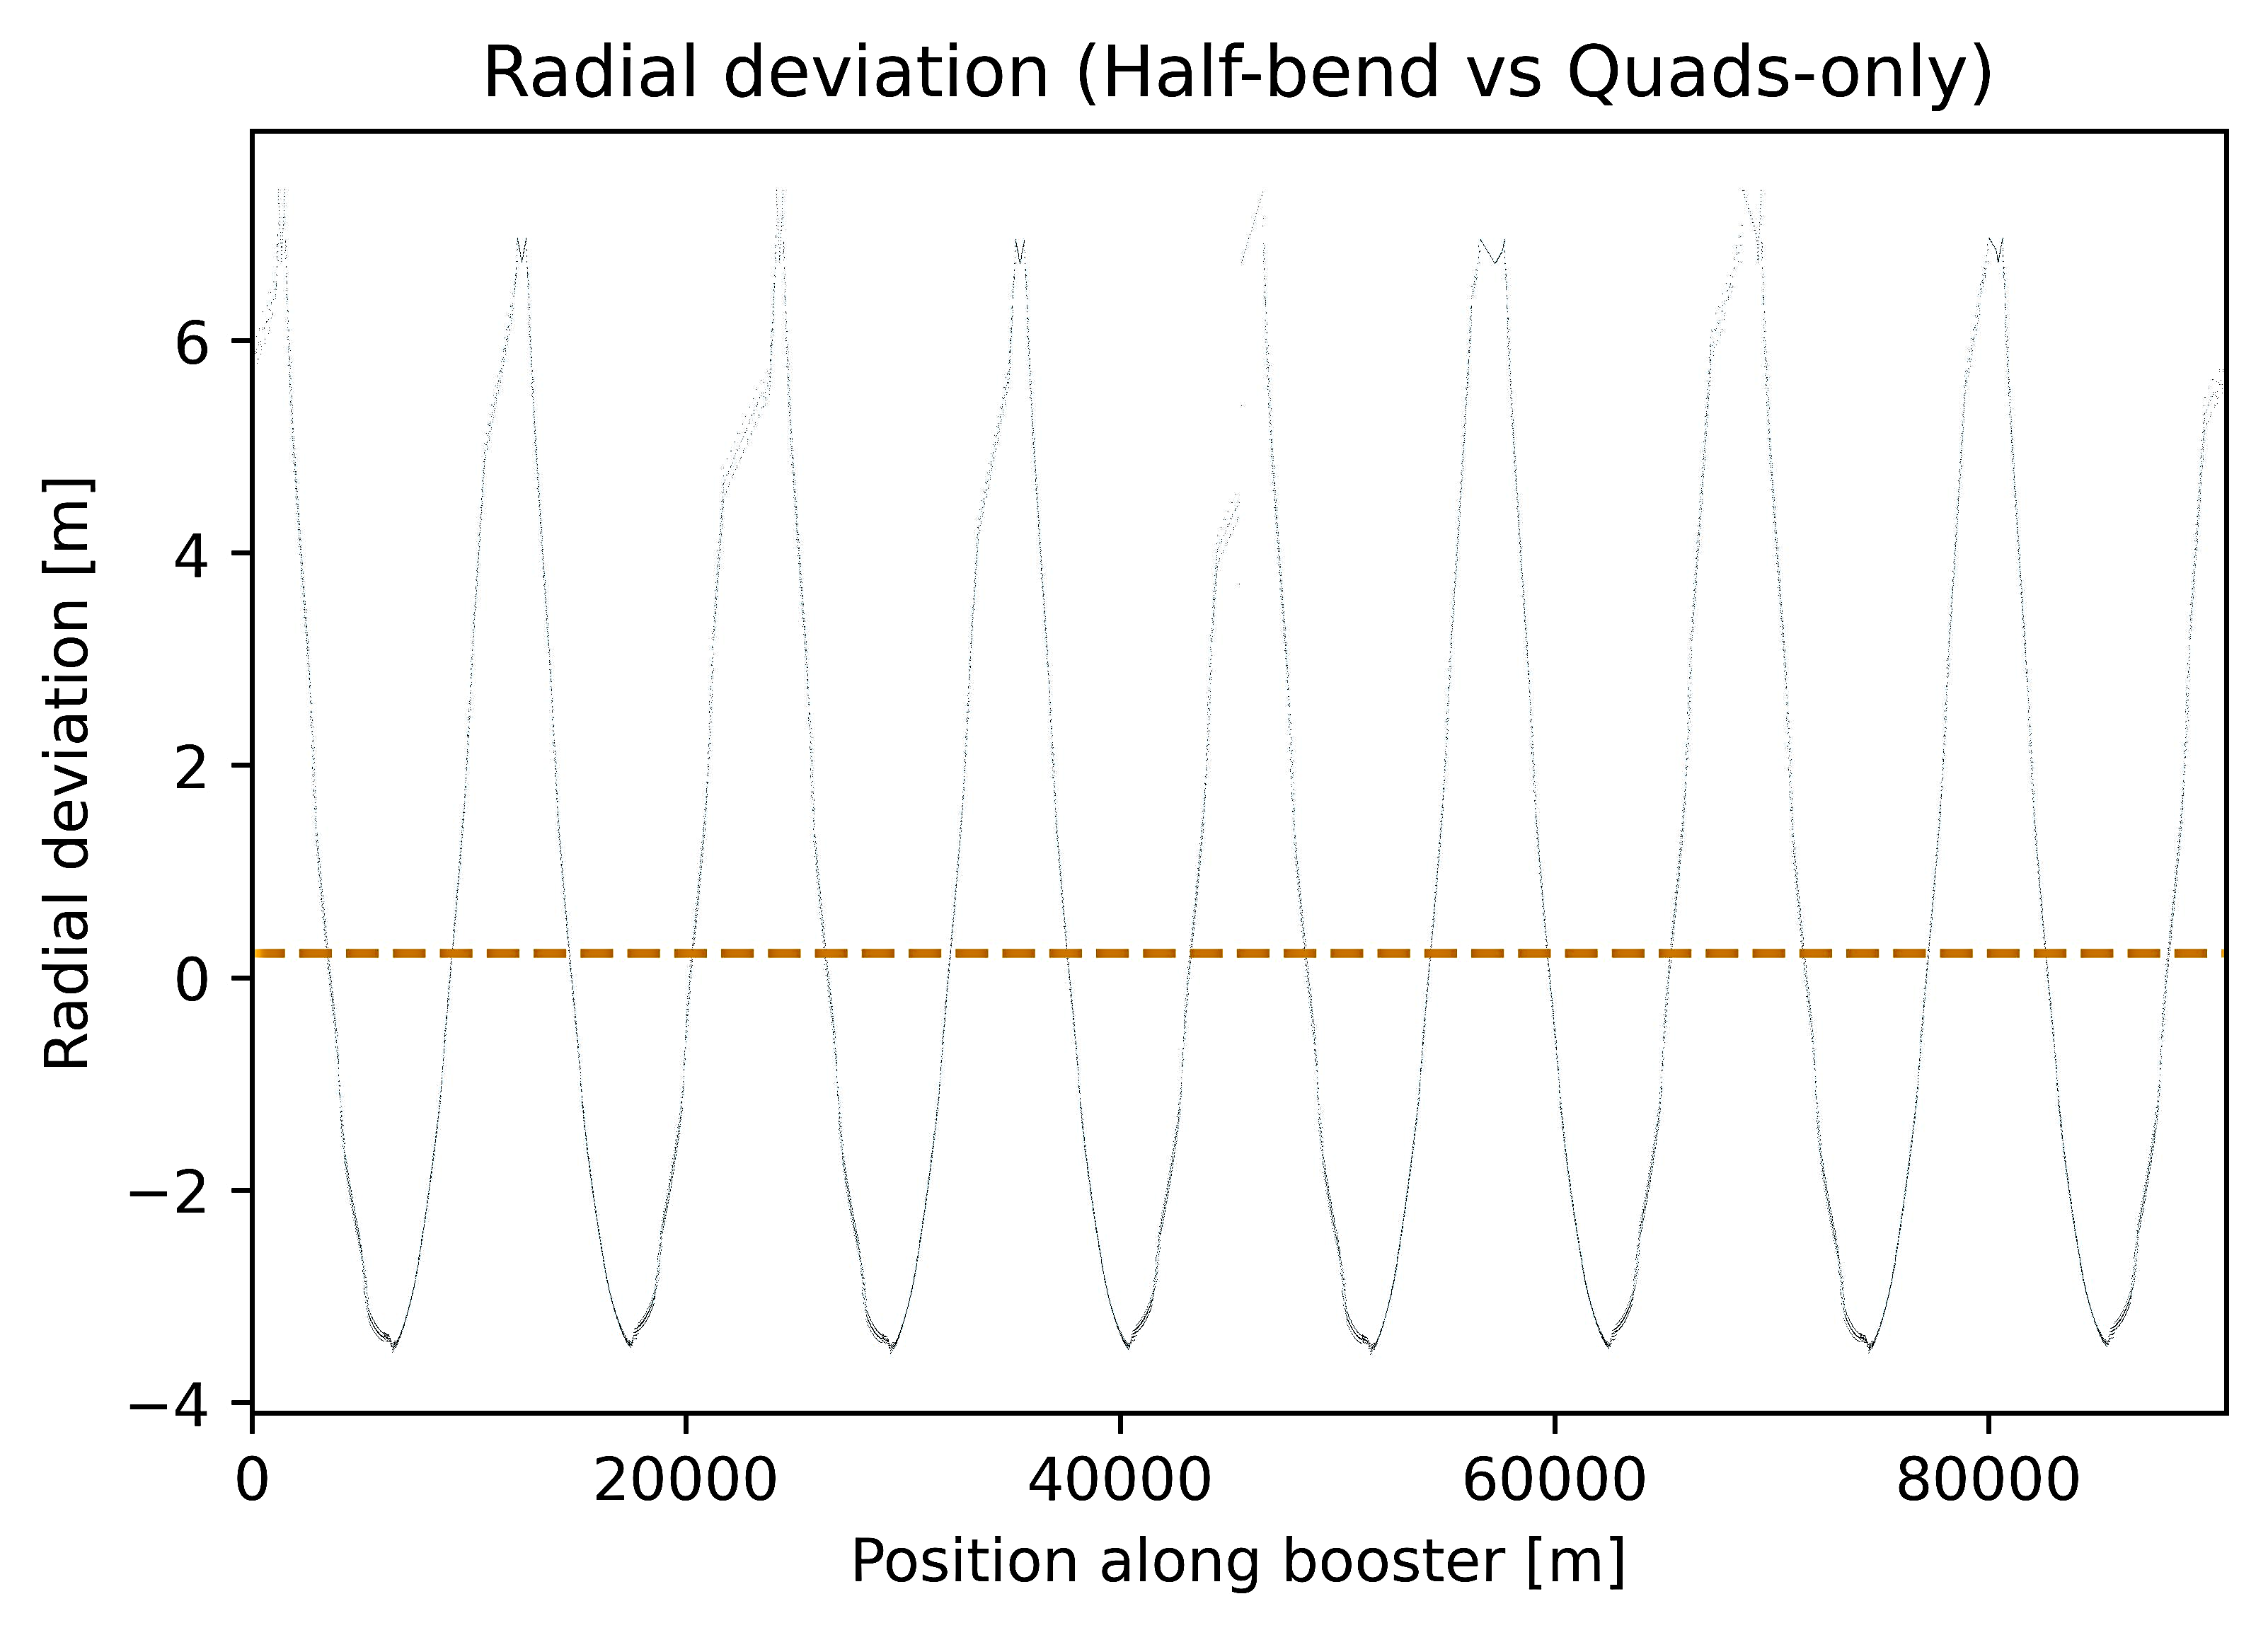 Radial deviation (Half-bend vs Quads-only)
Radial deviation [m]
6
4
2
0
−2
−4
0 20000 40000 60000 80000
Position along booster [m]